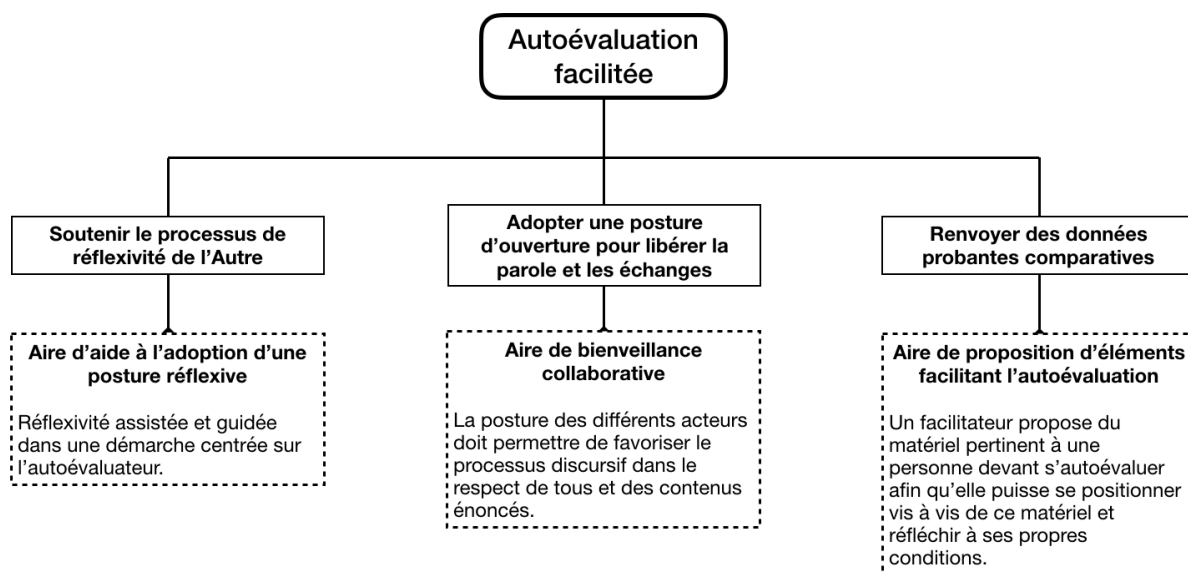 Autoévaluation
facilitée
Soutenir le processus de
réflexivité de l’Autre
Adopter une posture
d’ouverture pour libérer la
parole et les échanges
Renvoyer des données
probantes comparatives
Aire d’aide à l’adoption d’une
posture réflexive
Réflexivité assistée et guidée
dans une démarche centrée sur
l’autoévaluateur.
Aire de bienveillance
collaborative
La posture des différents acteurs
doit permettre de favoriser le
processus discursif dans le
respect de tous et des contenus
énoncés.
Aire de proposition d’éléments
facilitant l’autoévaluation
Un facilitateur propose du
matériel pertinent à une
personne devant s’autoévaluer
afin qu’elle puisse se positionner
vis à vis de ce matériel et
réfléchir à ses propres
conditions.